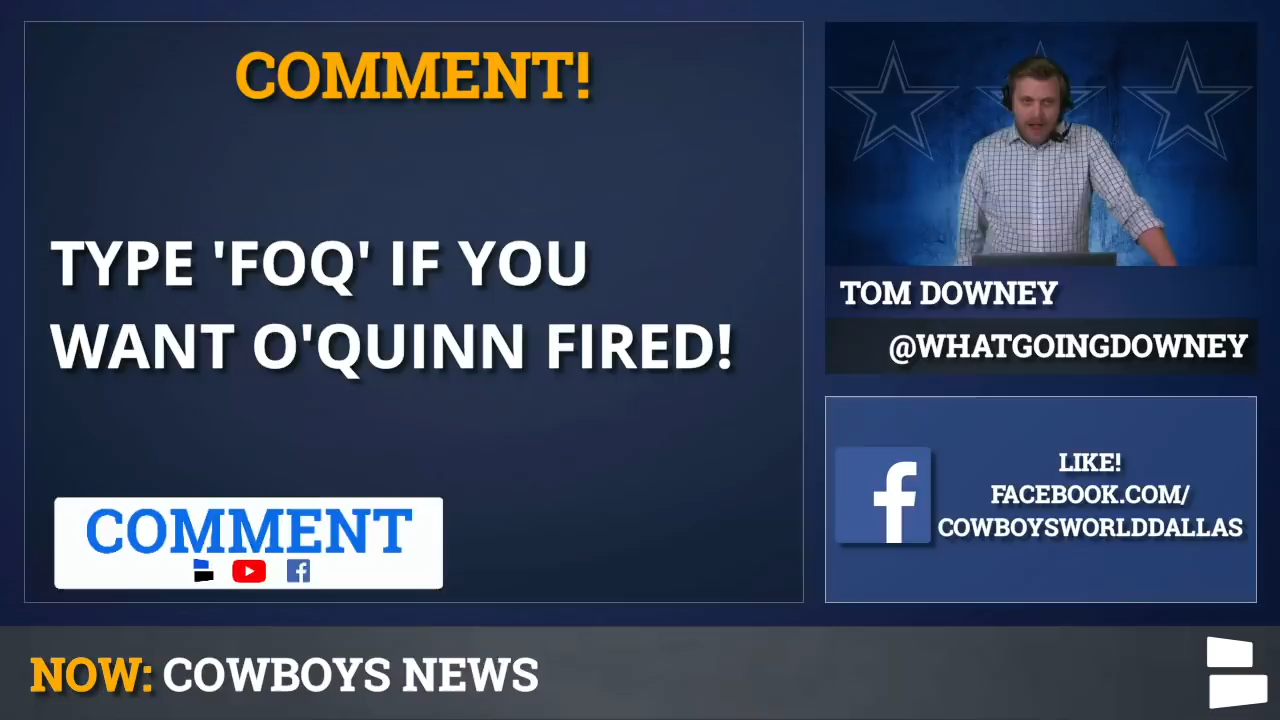 COMMENT!
TYPE 'FOQ' IF YOU
WANT O'QUINN FIRED!
COMMENT
TOM DOWNEY
@WHATGOINGDOWNEY
LIKE!
FACEBOOK.COM/
COWBOYSWORLDDALLAS
NOW: COWBOYS NEWS